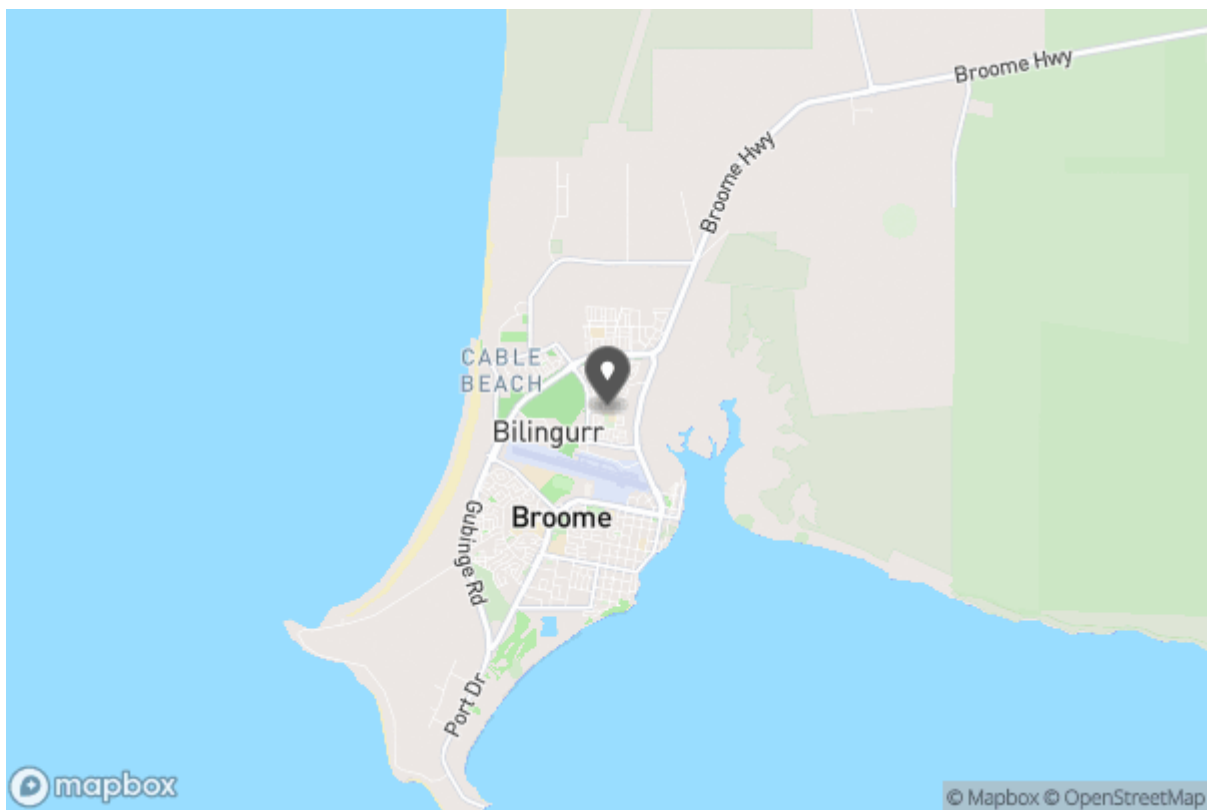 Broome Hwy
Broome Hwy
CABLE
BEACH
Bilingurr
Broome
Gubinge Rd
Port Dr
mapbox
© Mapbox © OpenStreetMap